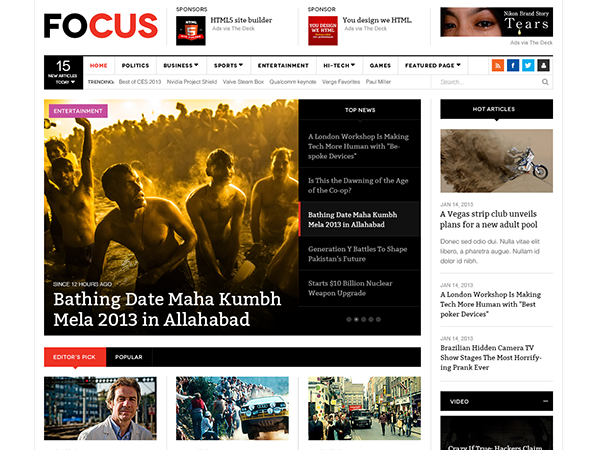 FOCUS
SPONSORS
HTML5 site builder
Ads via The Deck
SPONSOR
You design we HTML.
Ads via The Deck
Nikon Brand Story
Tears
Ads via The Deck
15
NEW ARTICLES
TODAY
HOME POLITICS BUSINESS SPORTS ENTERTAINMENT HI-TECH GAMES FEATURED PAGE
TRENDING: Best of CES 2013 Nvidia Project Shield Valve Steam Box Qualcomm keynote Verge Favorites Paul Miller
Search...
ENTERTAINMENT
SINCE 12 HOURS AGO
Bathing Date Maha Kumbh
Mela 2013 in Allahabad
TOP NEWS
A London Workshop Is Making
Tech More Human with "Be-
spoke Devices"
Is This the Dawning of the Age
of the Co-op?
Bathing Date Maha Kumbh
Mela 2013 in Allahabad
Generation Y Battles To Shape
Pakistan's Future
Starts $10 Billion Nuclear
Weapon Upgrade
HOT ARTICLES
JAN 14, 2013
A Vegas strip club unveils
plans for a new adult pool
Donec sed odio dui. Nulla vitae elit
libero, a pharetra augue. Nullam id
dolor id nibh.
JAN 14, 2013
A London Workshop Is Making
Tech More Human with "Best
poker Devices"
JAN 14, 2013
Brazilian Hidden Camera TV
Show Stages The Most Horrify-
ing Prank Ever
EDITOR'S PICK POPULAR
VIDEO
Crazy If True: Hackers Claim